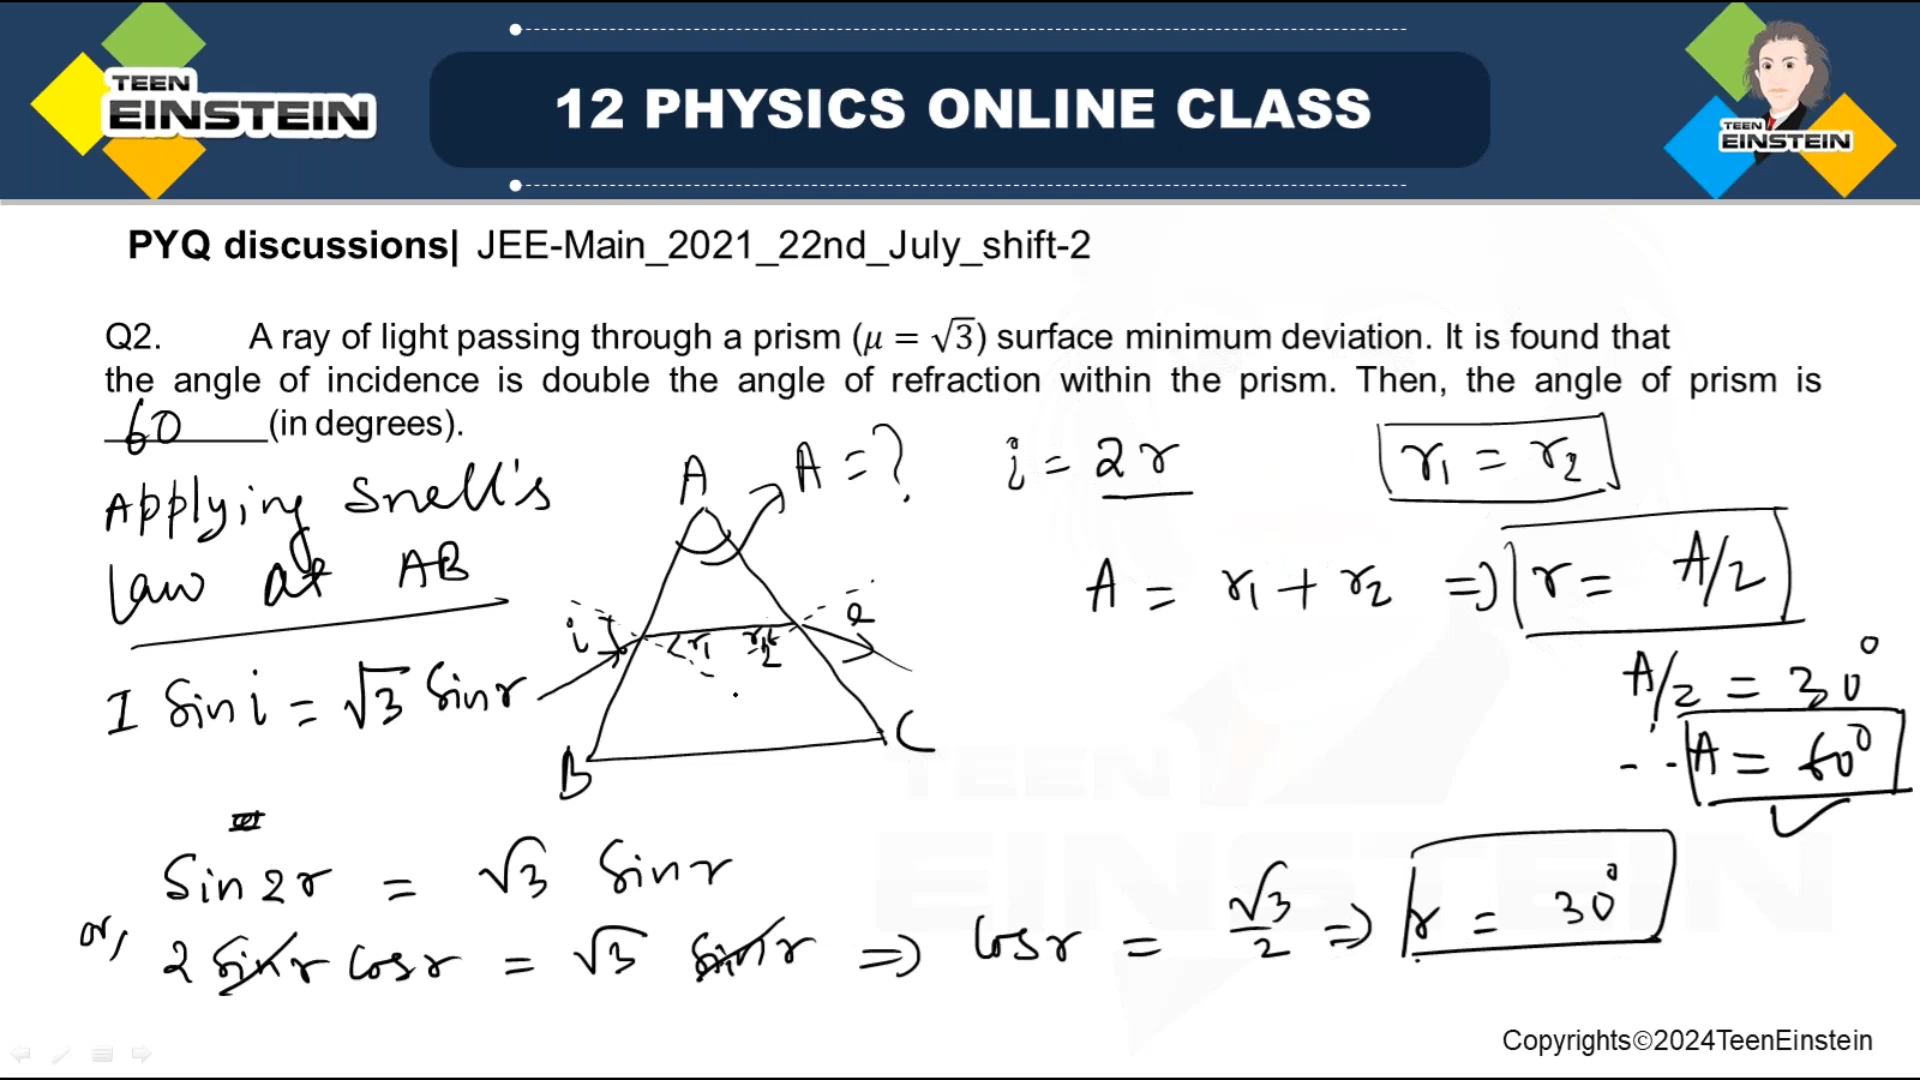 TEEN
EINSTEIN
12 PHYSICS ONLINE CLASS
TEEN
EINSTEIN
PYQ discussions| JEE-Main_2021_22nd_July_shift-2
Q2. A ray of light passing through a prism (μ = √3) surface minimum deviation. It is found that
the angle of incidence is double the angle of refraction within the prism. Then, the angle of prism is
60 (in degrees).
Applying Snell's
law at AB
1 Sin i = √3 Sin r
A
A = ?
i
r1
r2
e
B
C
i = 2r
r1 = r2
A = r1 + r2 => r = A/2
A/2 = 30°
∴ A = 60°
Sin 2r = √3 Sin r
or, 2 Sin r Cos r = √3 Sin r => Cos r = √3/2 => r = 30°
TEEN
EINSTEIN
Copyrights©2024TeenEinstein